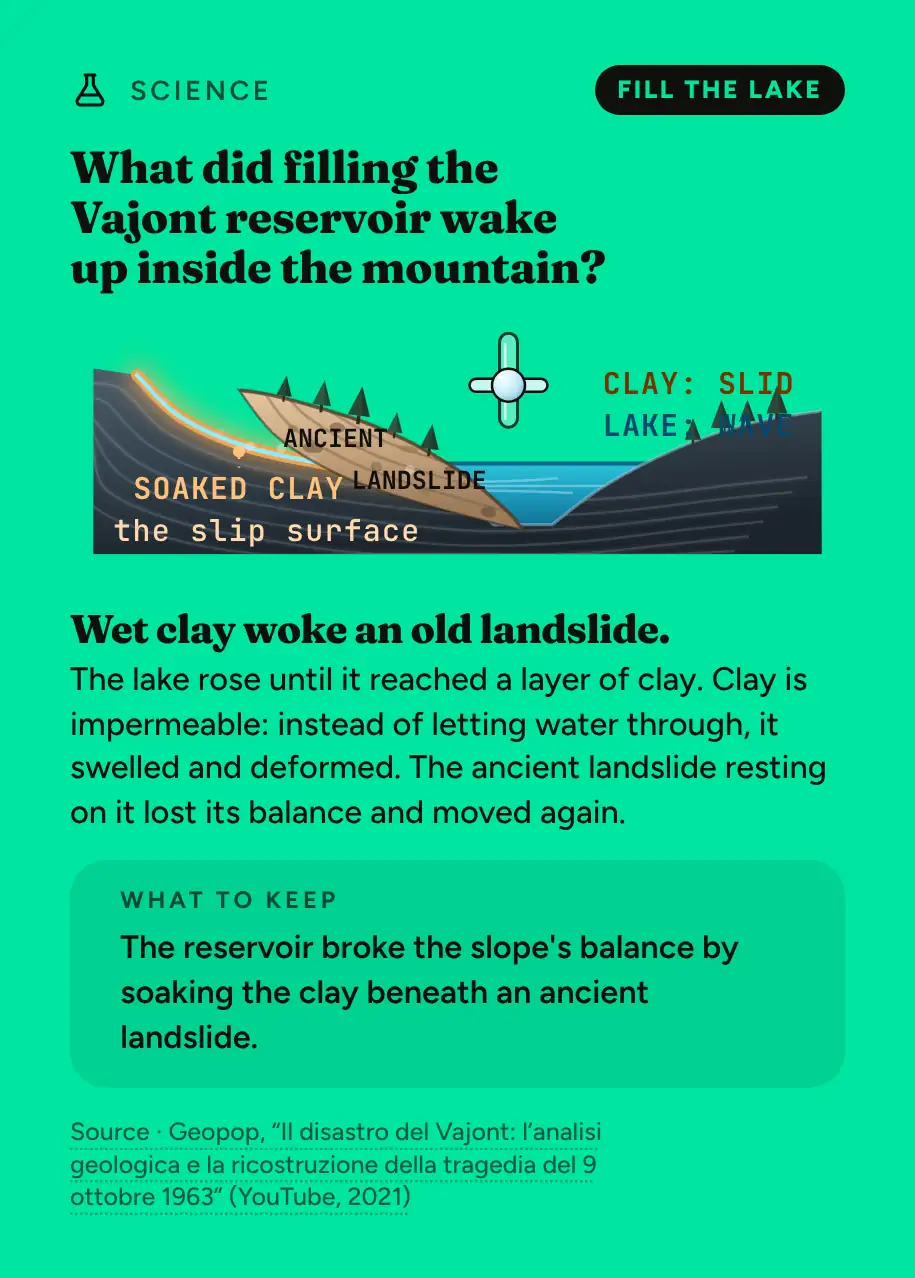 SCIENCE
FILL THE LAKE
What did filling the
Vajont reservoir wake
up inside the mountain?
CLAY: SLID
LAKE: WAVE
ANCIENT
LANDSLIDE
SOAKED CLAY
the slip surface
Wet clay woke an old landslide.
The lake rose until it reached a layer of clay. Clay is
impermeable: instead of letting water through, it
swelled and deformed. The ancient landslide resting
on it lost its balance and moved again.
WHAT TO KEEP
The reservoir broke the slope's balance by
soaking the clay beneath an ancient
landslide.
Source · Geopop, “Il disastro del Vajont: l’analisi
geologica e la ricostruzione della tragedia del 9
ottobre 1963” (YouTube, 2021)